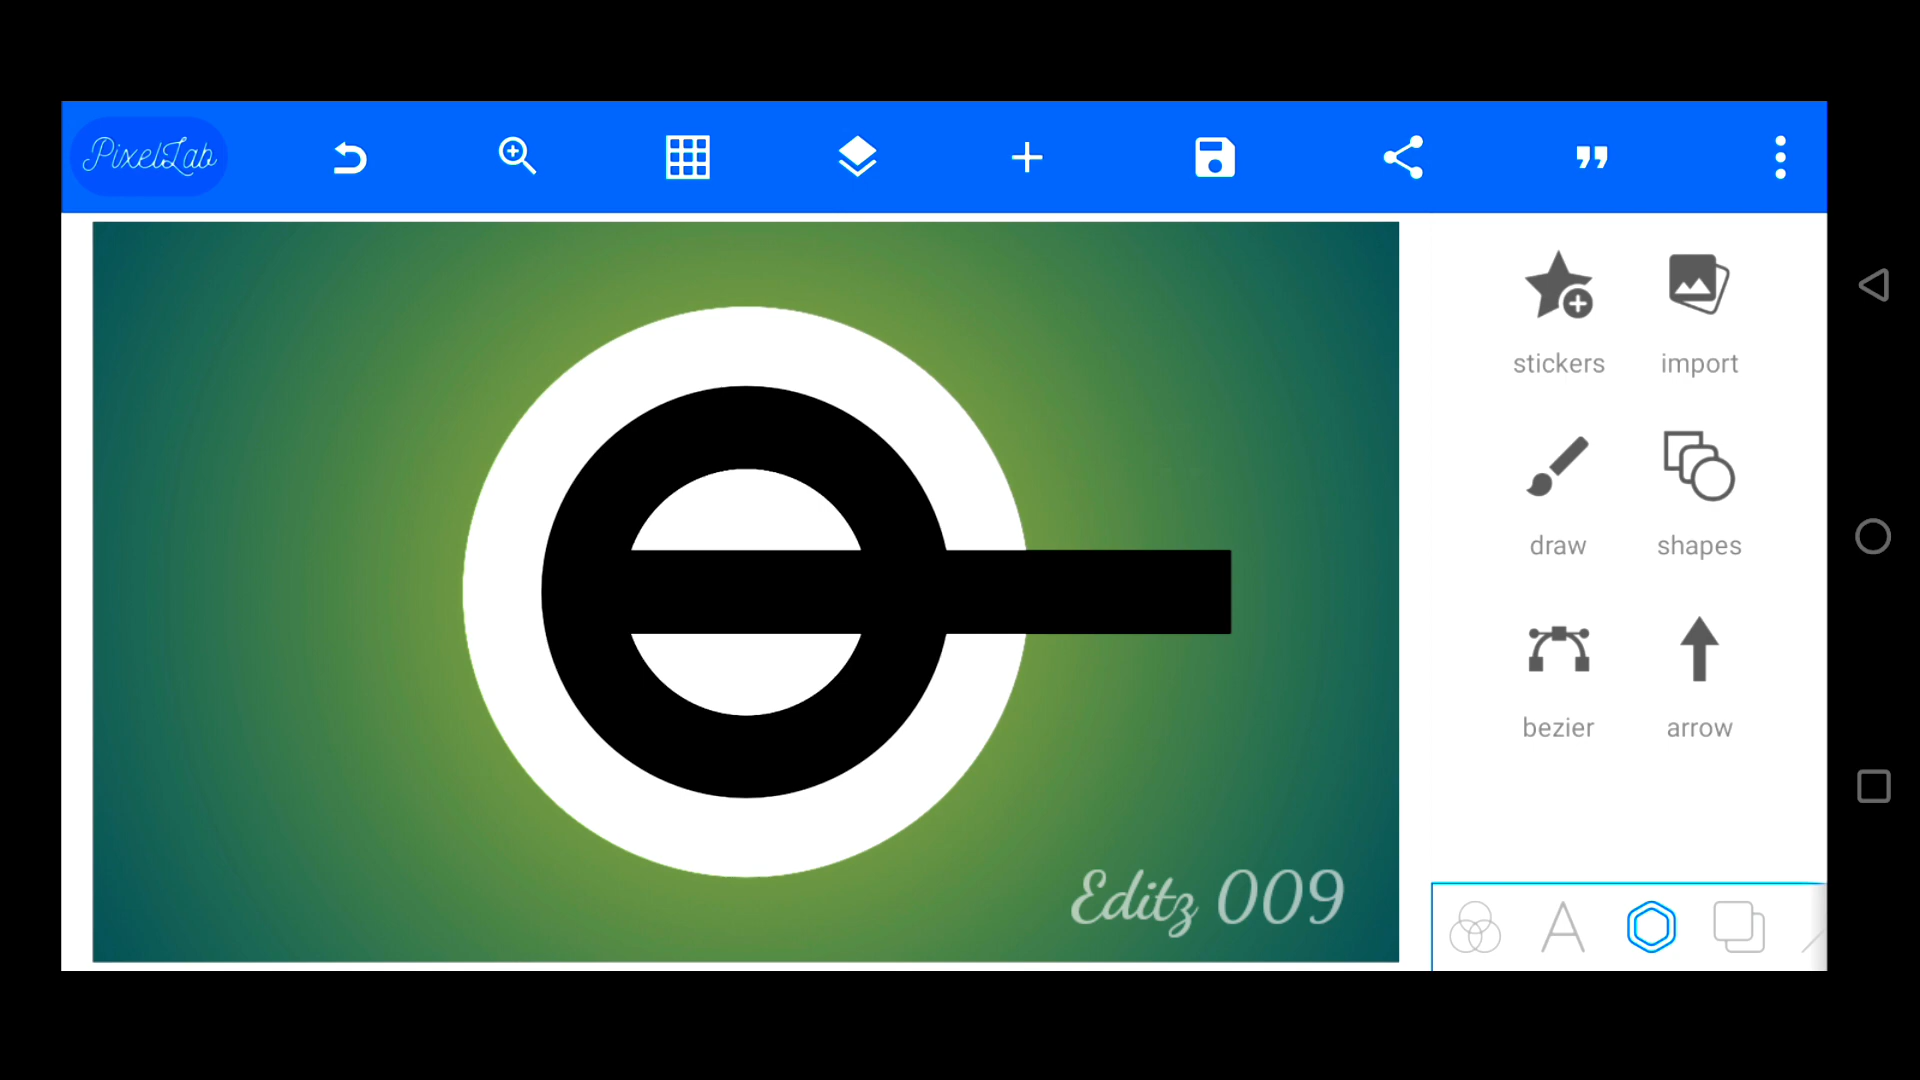 PixelLab
stickers
import
draw
shapes
bezier
arrow
Editz 009